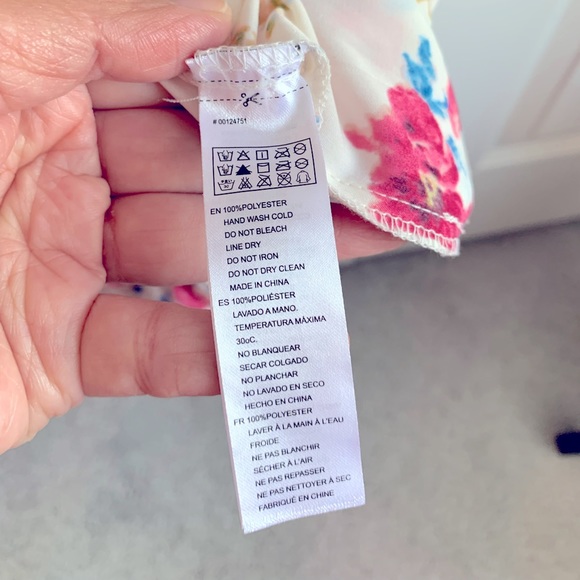 # 00124751
EN 100%POLYESTER
HAND WASH COLD
DO NOT BLEACH
LINE DRY
DO NOT IRON
DO NOT DRY CLEAN
MADE IN CHINA
ES 100%POLIÉSTER
LAVADO A MANO.
TEMPERATURA MÁXIMA
30oC.
NO BLANQUEAR
SECAR COLGADO
NO PLANCHAR
NO LAVADO EN SECO
HECHO EN CHINA
FR 100%POLYESTER
LAVER À LA MAIN À L'EAU
FROIDE
NE PAS BLANCHIR
SÉCHER À L'AIR
NE PAS REPASSER
NE PAS NETTOYER À SEC
FABRIQUÉ EN CHINE